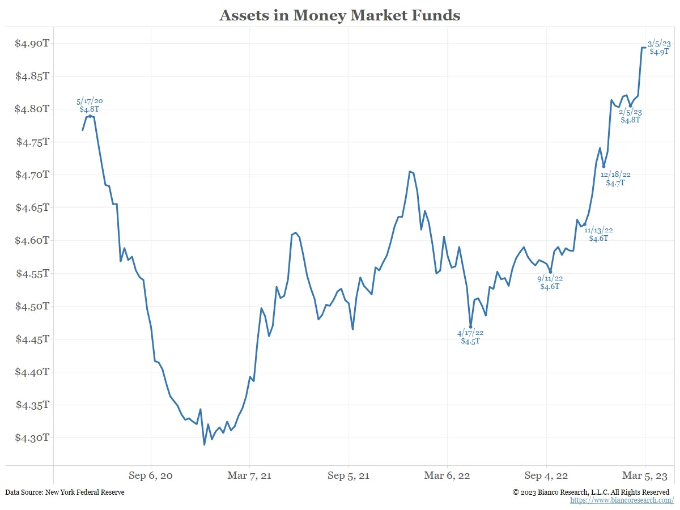 Assets in Money Market Funds
$4.90T
$4.85T
$4.80T
$4.75T
$4.70T
$4.65T
$4.60T
$4.55T
$4.50T
$4.45T
$4.40T
$4.35T
$4.30T
5/17/20
$4.8T
4/17/22
$4.5T
9/11/22
$4.6T
11/13/22
$4.6T
12/18/22
$4.7T
2/5/23
$4.8T
3/5/23
$4.9T
Sep 6, 20
Mar 7, 21
Sep 5, 21
Mar 6, 22
Sep 4, 22
Mar 5, 23
Data Source: New York Federal Reserve
© 2023 Bianco Research, L.L.C. All Rights Reserved
https://www.biancoresearch.com/